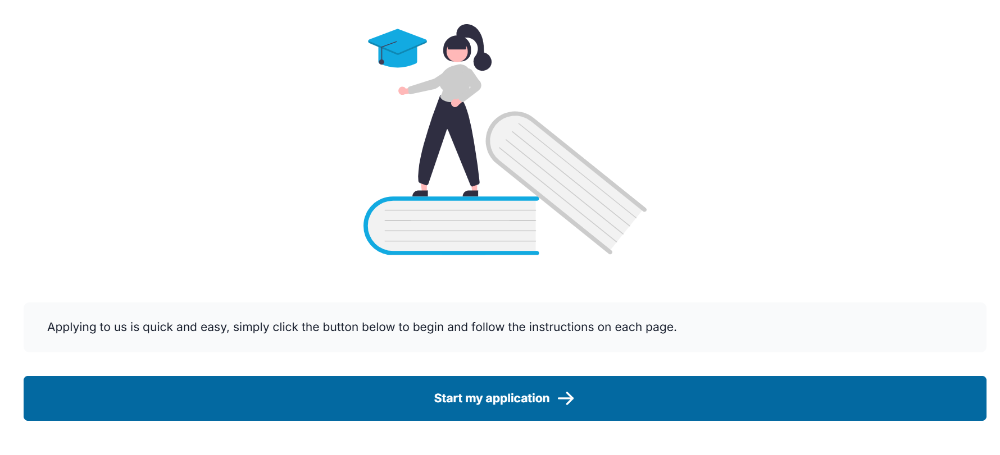 Applying to us is quick and easy, simply click the button below to begin and follow the instructions on each page.
Start my application